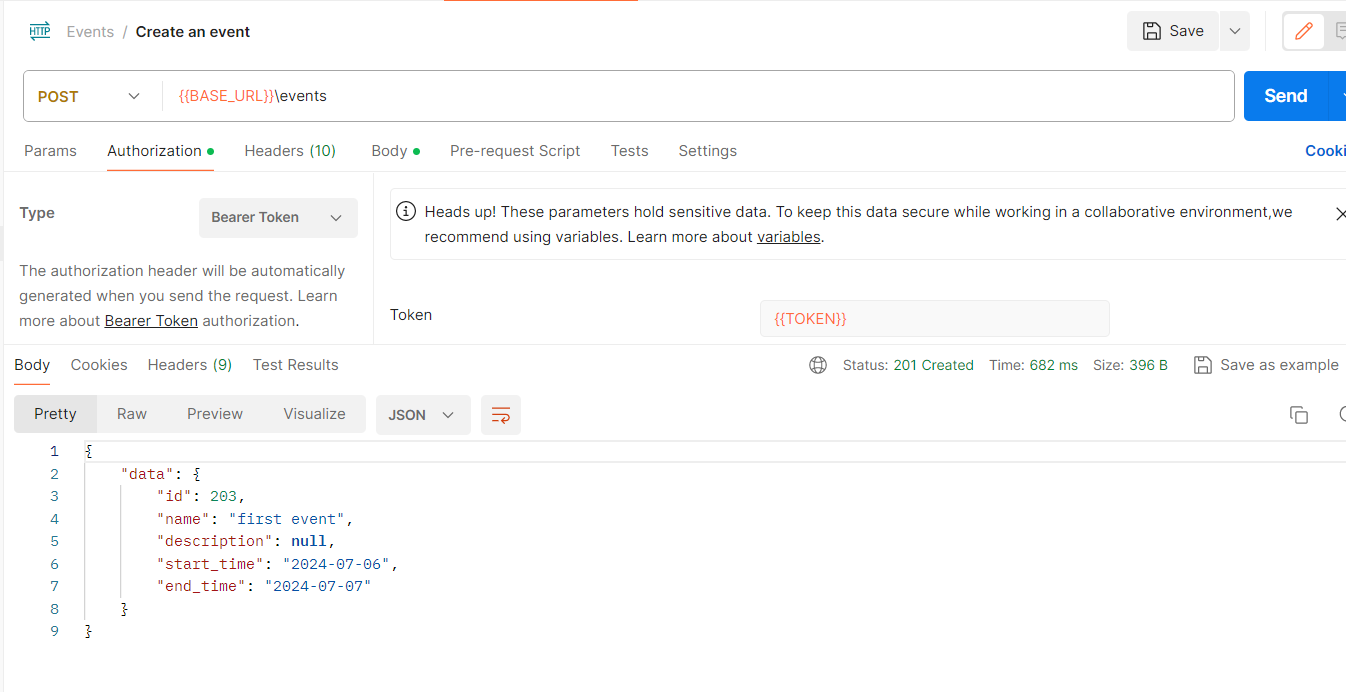 HTTP Events / Create an event Save
POST {{BASE_URL}}\events Send
Params Authorization Headers (10) Body Pre-request Script Tests Settings Cooki
Type Bearer Token
The authorization header will be automatically
generated when you send the request. Learn
more about Bearer Token authorization.
Heads up! These parameters hold sensitive data. To keep this data secure while working in a collaborative environment,we
recommend using variables. Learn more about variables.
Token {{TOKEN}}
Body Cookies Headers (9) Test Results Status: 201 Created Time: 682 ms Size: 396 B Save as example
Pretty Raw Preview Visualize JSON
1 {
2 "data": {
3 "id": 203,
4 "name": "first event",
5 "description": null,
6 "start_time": "2024-07-06",
7 "end_time": "2024-07-07"
8 }
9 }